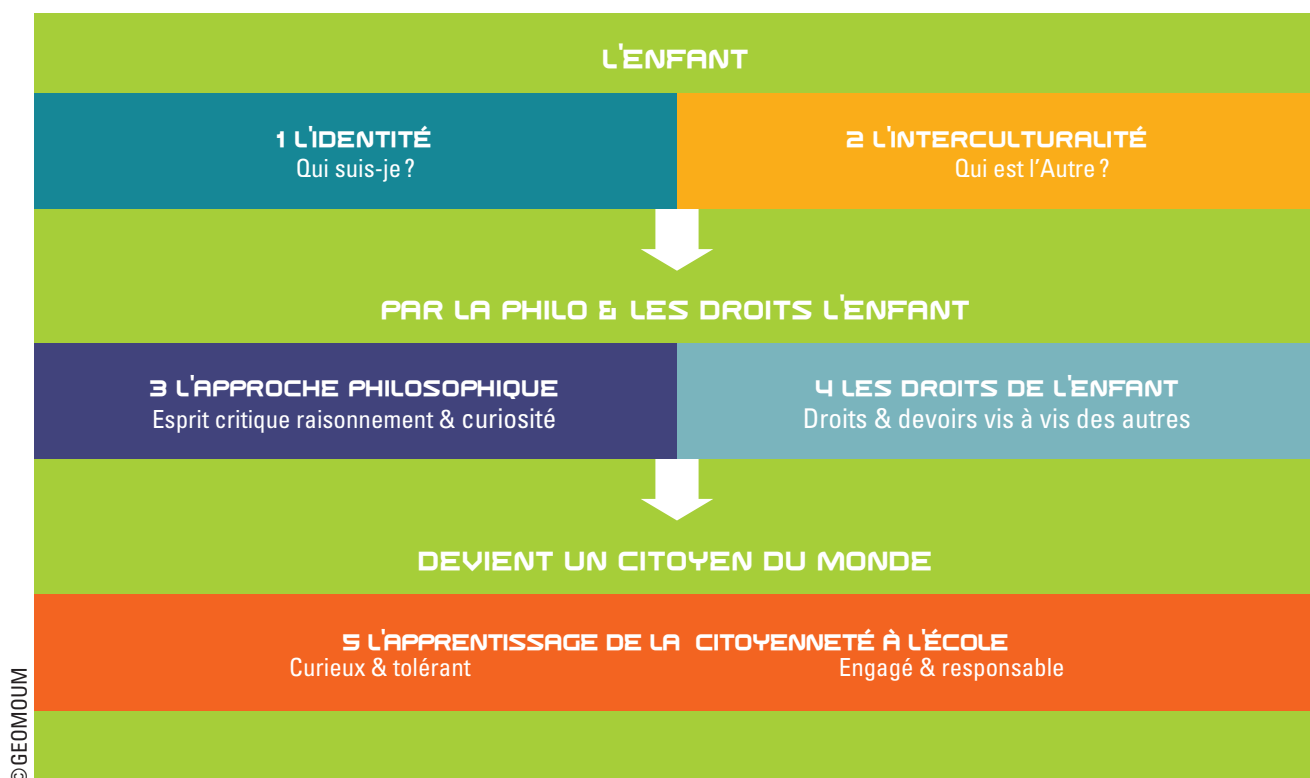 L'ENFANT
1 L'IDENTITÉ
Qui suis-je ?
2 L'INTERCULTURALITÉ
Qui est l'Autre ?
PAR LA PHILO & LES DROITS L'ENFANT
3 L'APPROCHE PHILOSOPHIQUE
Esprit critique raisonnement & curiosité
4 LES DROITS DE L'ENFANT
Droits & devoirs vis à vis des autres
DEVIENT UN CITOYEN DU MONDE
5 L'APPRENTISSAGE DE LA CITOYENNETÉ À L'ÉCOLE
Curieux & tolérant
Engagé & responsable
©GEOMOUM